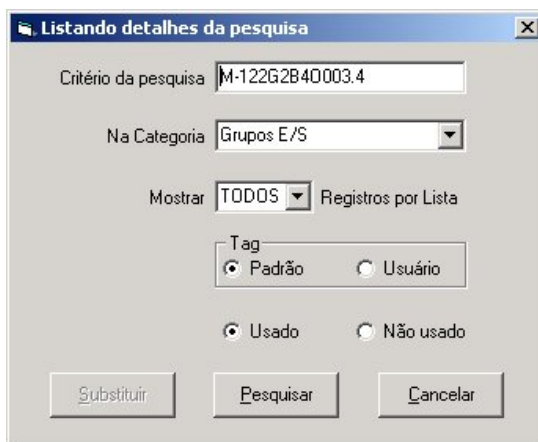 Listando detalhes da pesquisa
Critério da pesquisa M-122G2B4O003.4
Na Categoria Grupos E/S
Mostrar TODOS Registros por Lista
Tag
Padrão Usuário
Usado Não usado
Substituir Pesquisar Cancelar